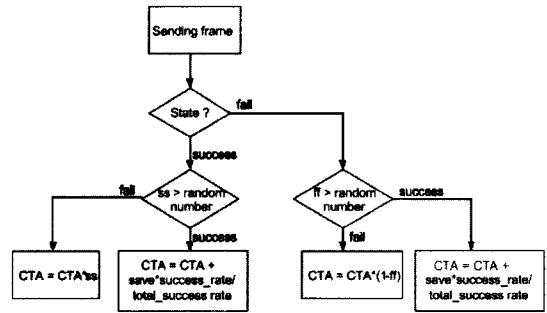 Sending frame
State ?
fail
success
fail
ss > random
number
success
ff > random
number
success
fail
CTA = CTA*ss
CTA = CTA +
save*success_rate/
total_success rate
CTA = CTA*(1-ff)
CTA = CTA +
save*success_rate/
total_success rate